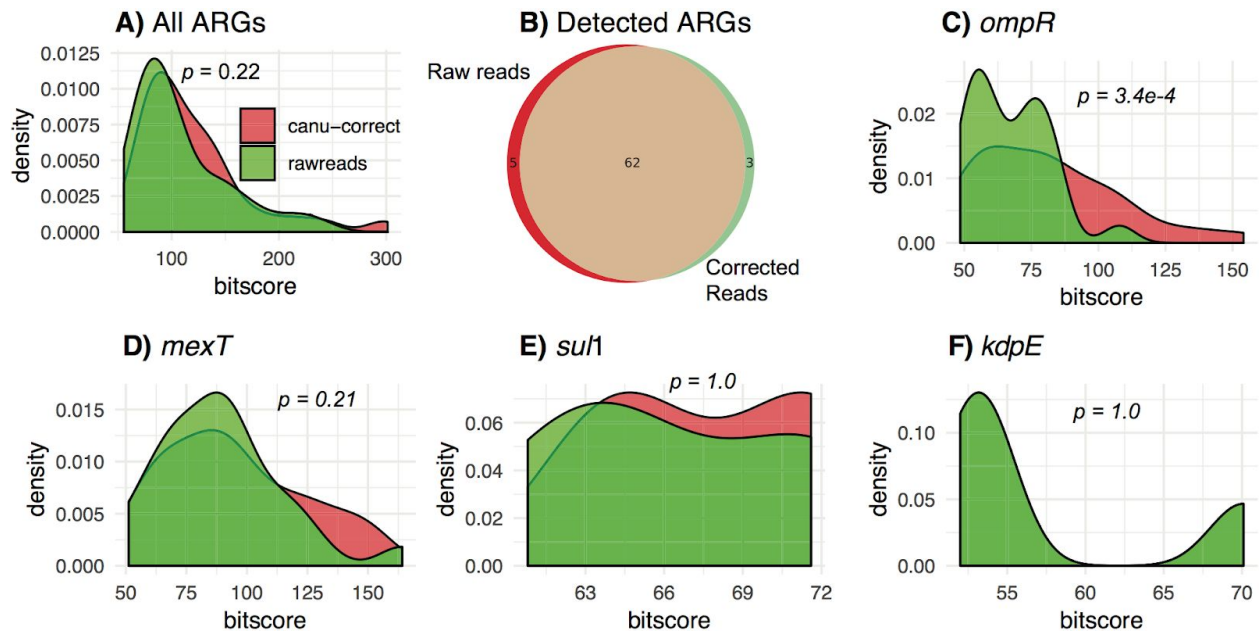 A) All ARGs
0.0125
0.0100
0.0075
0.0050
0.0025
0.0000
density
p = 0.22
canu-correct
rawreads
100
200
300
bitscore
B) Detected ARGs
Raw reads
5
62
3
Corrected
Reads
C) ompR
0.02
0.01
0.00
density
p = 3.4e-4
50
75
100
125
150
bitscore
D) mexT
0.015
0.010
0.005
0.000
density
p = 0.21
50
75
100
125
150
bitscore
E) sul1
0.06
0.04
0.02
0.00
density
p = 1.0
63
66
69
72
bitscore
F) kdpE
0.10
0.05
0.00
density
p = 1.0
55
60
65
70
bitscore